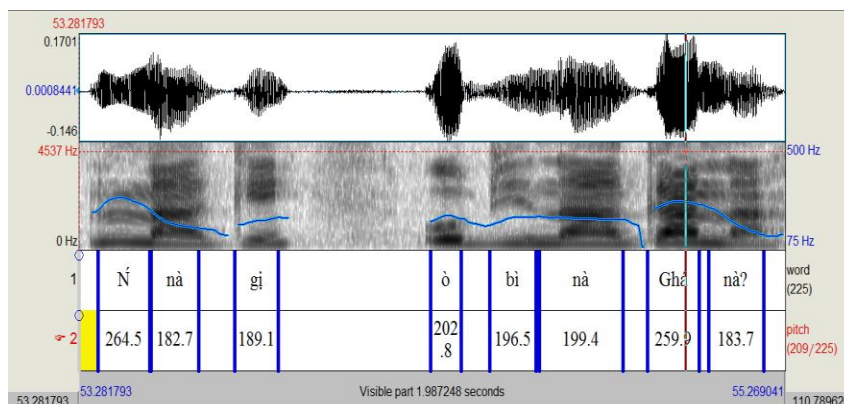 53.281793
0.1701
0.0008441
-0.146
4537 Hz 500 Hz
0 Hz 75 Hz
1 Ń nà gị ò bì nà Ghá nà? word (225)
2 264.5 182.7 189.1 202.8 196.5 199.4 259.9 183.7 pitch (209/225)
53.281793 Visible part 1.987248 seconds 55.269041
53.281793 110.78962